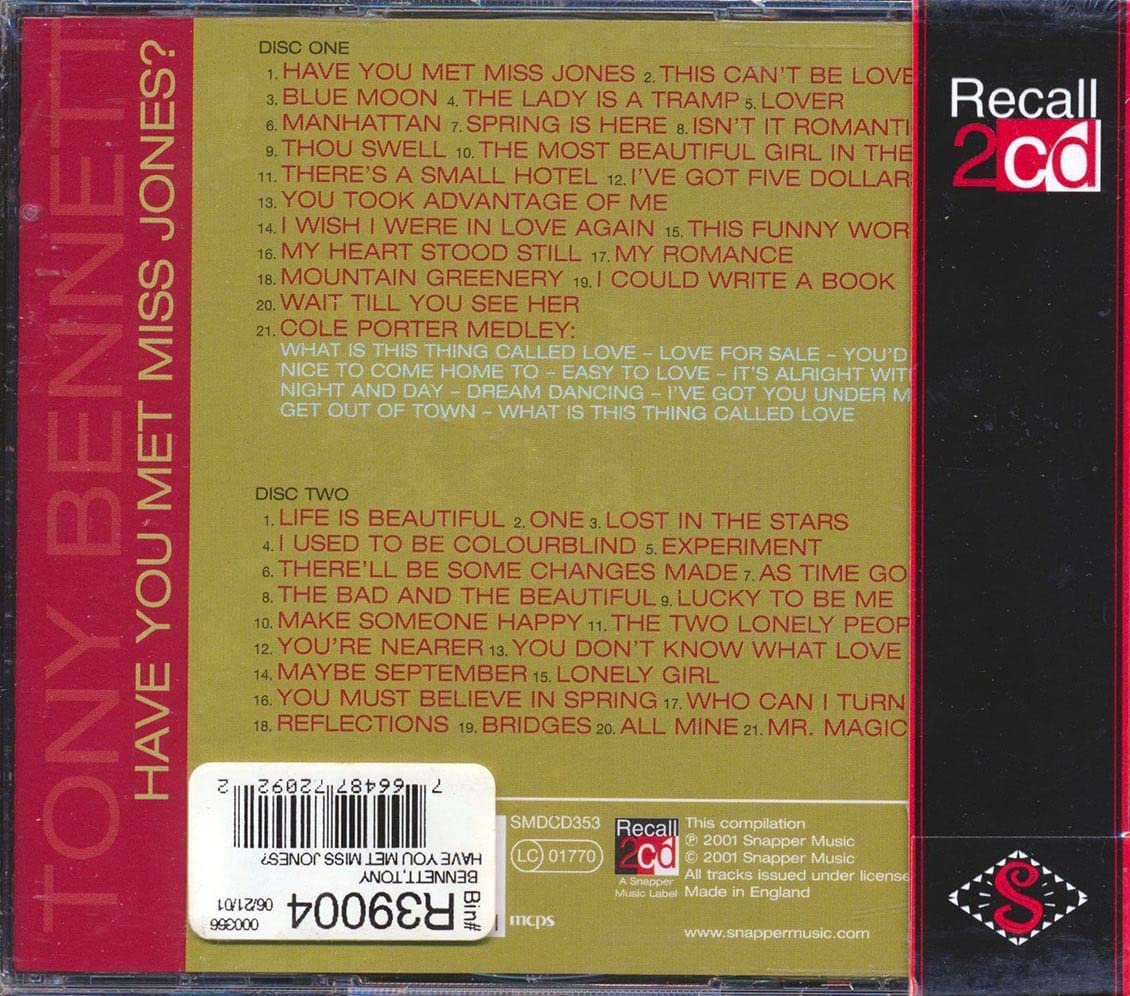 TONY BENNETT
HAVE YOU MET MISS JONES?
DISC ONE
1. HAVE YOU MET MISS JONES 2. THIS CAN'T BE LOVE
3. BLUE MOON 4. THE LADY IS A TRAMP 5. LOVER
6. MANHATTAN 7. SPRING IS HERE 8. ISN'T IT ROMANTI
9. THOU SWELL 10. THE MOST BEAUTIFUL GIRL IN THE
11. THERE'S A SMALL HOTEL 12. I'VE GOT FIVE DOLLAR
13. YOU TOOK ADVANTAGE OF ME
14. I WISH I WERE IN LOVE AGAIN 15. THIS FUNNY WOR
16. MY HEART STOOD STILL 17. MY ROMANCE
18. MOUNTAIN GREENERY 19. I COULD WRITE A BOOK
20. WAIT TILL YOU SEE HER
21. COLE PORTER MEDLEY:
WHAT IS THIS THING CALLED LOVE – LOVE FOR SALE – YOU'D
NICE TO COME HOME TO – EASY TO LOVE – IT'S ALRIGHT WIT
NIGHT AND DAY – DREAM DANCING – I'VE GOT YOU UNDER M
GET OUT OF TOWN – WHAT IS THIS THING CALLED LOVE
DISC TWO
1. LIFE IS BEAUTIFUL 2. ONE 3. LOST IN THE STARS
4. I USED TO BE COLOURBLIND 5. EXPERIMENT
6. THERE'LL BE SOME CHANGES MADE 7. AS TIME GO
8. THE BAD AND THE BEAUTIFUL 9. LUCKY TO BE ME
10. MAKE SOMEONE HAPPY 11. THE TWO LONELY PEOP
12. YOU'RE NEARER 13. YOU DON'T KNOW WHAT LOVE
14. MAYBE SEPTEMBER 15. LONELY GIRL
16. YOU MUST BELIEVE IN SPRING 17. WHO CAN I TURN
18. REFLECTIONS 19. BRIDGES 20. ALL MINE 21. MR. MAGIC
Recall
2cd
S
Bin#
R39004
000366 06/21/01
BENNETT,TONY
HAVE YOU MET MISS JONES?
7 66487 72092 2
SMDCD353
LC 01770
mcps
Recall
2cd
A Snapper
Music Label
This compilation
℗ 2001 Snapper Music
© 2001 Snapper Music
All tracks issued under license
Made in England
www.snappermusic.com